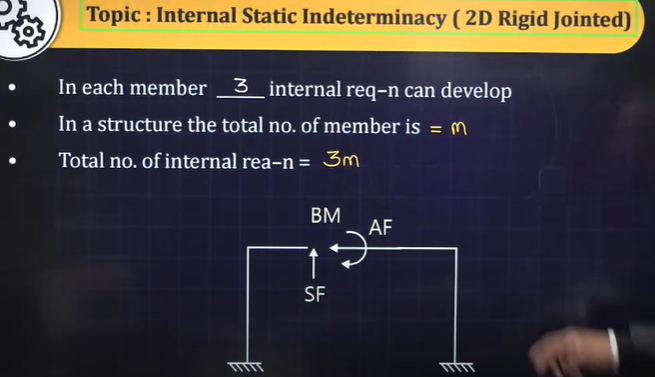 Topic : Internal Static Indeterminacy ( 2D Rigid Jointed)
• In each member 3 internal req-n can develop
• In a structure the total no. of member is = m
• Total no. of internal rea-n = 3m
BM
AF
SF